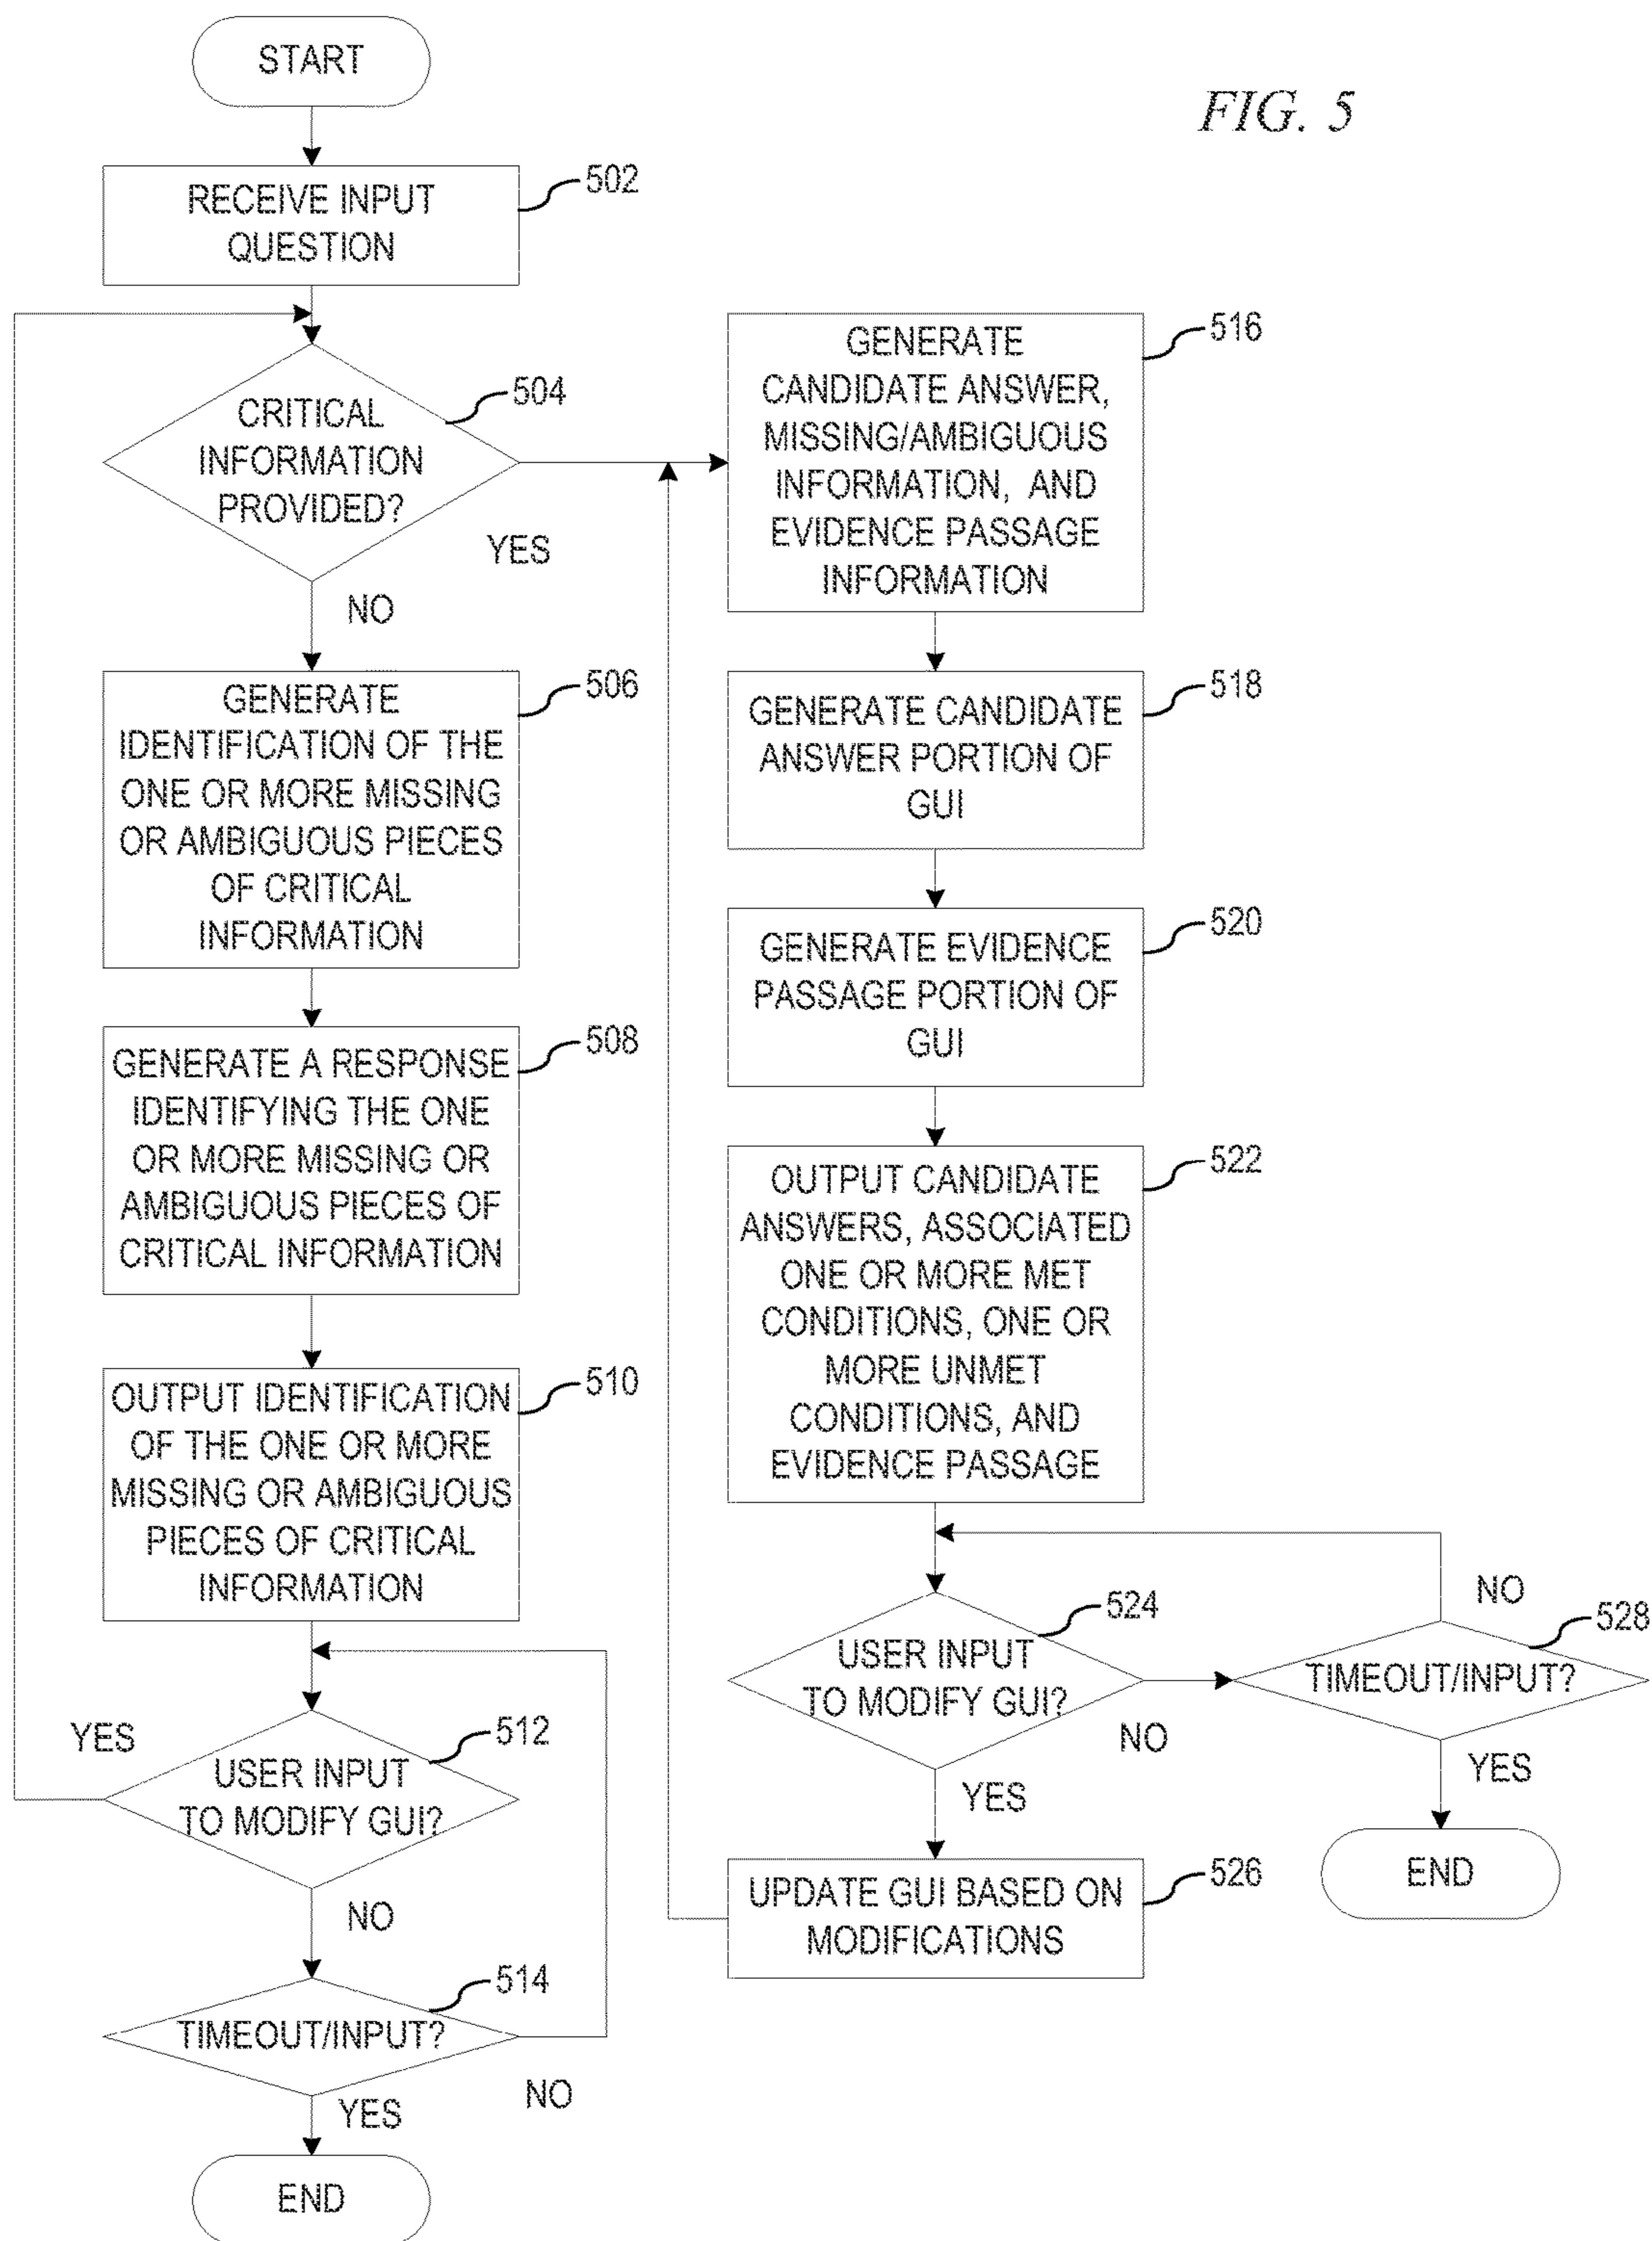 FIG. 5
START
RECEIVE INPUT
QUESTION
502
CRITICAL
INFORMATION
PROVIDED?
504
YES
NO
GENERATE
IDENTIFICATION OF THE
ONE OR MORE MISSING
OR AMBIGUOUS PIECES
OF CRITICAL
INFORMATION
506
GENERATE A RESPONSE
IDENTIFYING THE ONE
OR MORE MISSING OR
AMBIGUOUS PIECES OF
CRITICAL INFORMATION
508
OUTPUT IDENTIFICATION
OF THE ONE OR MORE
MISSING OR AMBIGUOUS
PIECES OF CRITICAL
INFORMATION
510
YES
USER INPUT
TO MODIFY GUI?
512
NO
TIMEOUT/INPUT?
514
NO
YES
END
GENERATE
CANDIDATE ANSWER,
MISSING/AMBIGUOUS
INFORMATION, AND
EVIDENCE PASSAGE
INFORMATION
516
GENERATE CANDIDATE
ANSWER PORTION OF
GUI
518
GENERATE EVIDENCE
PASSAGE PORTION OF
GUI
520
OUTPUT CANDIDATE
ANSWERS, ASSOCIATED
ONE OR MORE MET
CONDITIONS, ONE OR
MORE UNMET
CONDITIONS, AND
EVIDENCE PASSAGE
522
USER INPUT
TO MODIFY GUI?
524
NO
YES
UPDATE GUI BASED ON
MODIFICATIONS
526
NO
TIMEOUT/INPUT?
528
YES
END